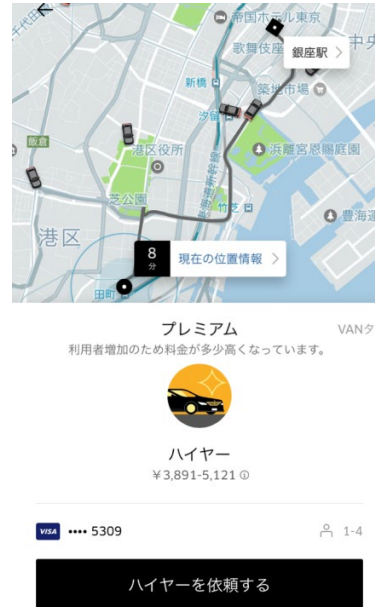 帝国ホテル東京
歌舞伎座
中央
銀座駅
新橋
築地市場
汐留
飯倉
港区役所
浜離宮恩賜庭園
芝公園
竹芝
豊海
港区
8
分
現在の位置情報
田町
プレミアム
VAN
利用者増加のため料金が多少高くなっています。
ハイヤー
¥3,891-5,121
VISA •••• 5309
1-4
ハイヤーを依頼する